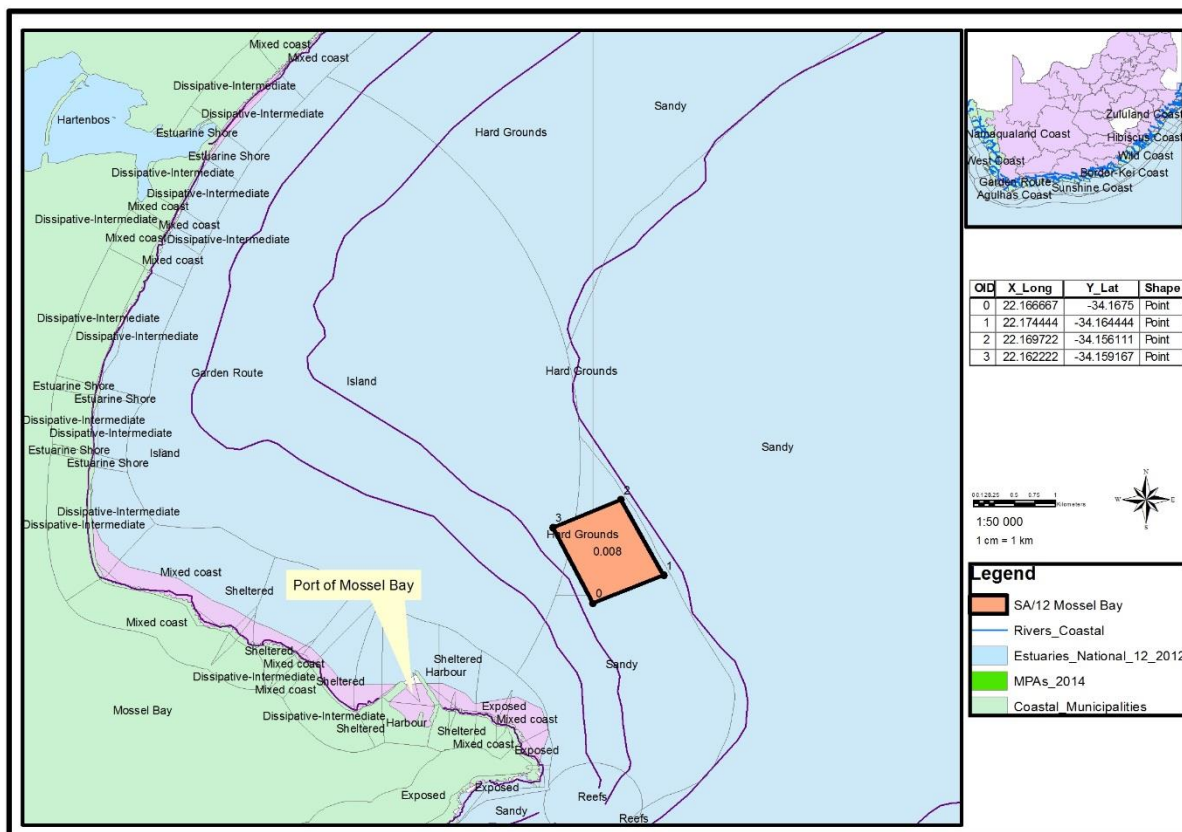 Mixed coast
Mixed coast
Dissipative-Intermediate
Sandy
Hartenbos
Dissipative-Intermediate
Hard Grounds
Estuarine Shore
Estuarine Shore
Dissipative-Intermediate
Dissipative-Intermediate
Mixed coast
Dissipative-Intermediate
Mixed coast
Mixed coast
Dissipative-Intermediate
Mixed coast
Dissipative-Intermediate
Dissipative-Intermediate
Garden Route
Island
Hard Grounds
Estuarine Shore
Estuarine Shore
Dissipative-Intermediate
Dissipative-Intermediate
Sandy
Estuarine Shore
Island
Estuarine Shore
2
Dissipative-Intermediate
3
Dissipative-Intermediate
Hard Grounds
0.008
1
Mixed coast
Port of Mossel Bay
Sheltered
0
Mixed coast
Sheltered
Mixed coast
Sheltered
Harbour
Sandy
Dissipative-Intermediate
Sheltered
Mixed coast
Mossel Bay
Dissipative-Intermediate
Harbour
Exposed
Mixed coast
Sheltered
Sheltered
Mixed coast
Exposed
Exposed
Exposed
Reefs
Sandy
Reefs
Zululand Coast
Namaqualand Coast
Hibiscus Coast
West Coast
Wild Coast
Border-Kei Coast
Garden Route
Sunshine Coast
Agulhas Coast
OID X_Long Y_Lat Shape
0 22.166667 -34.1675 Point
1 22.174444 -34.164444 Point
2 22.169722 -34.156111 Point
3 22.162222 -34.159167 Point
N
W E
S
0.5 0.75 1
Kilometers
1:50 000
1 cm = 1 km
Legend
SA/12 Mossel Bay
Rivers_Coastal
Estuaries_National_12_2012
MPAs_2014
Coastal_Municipalities